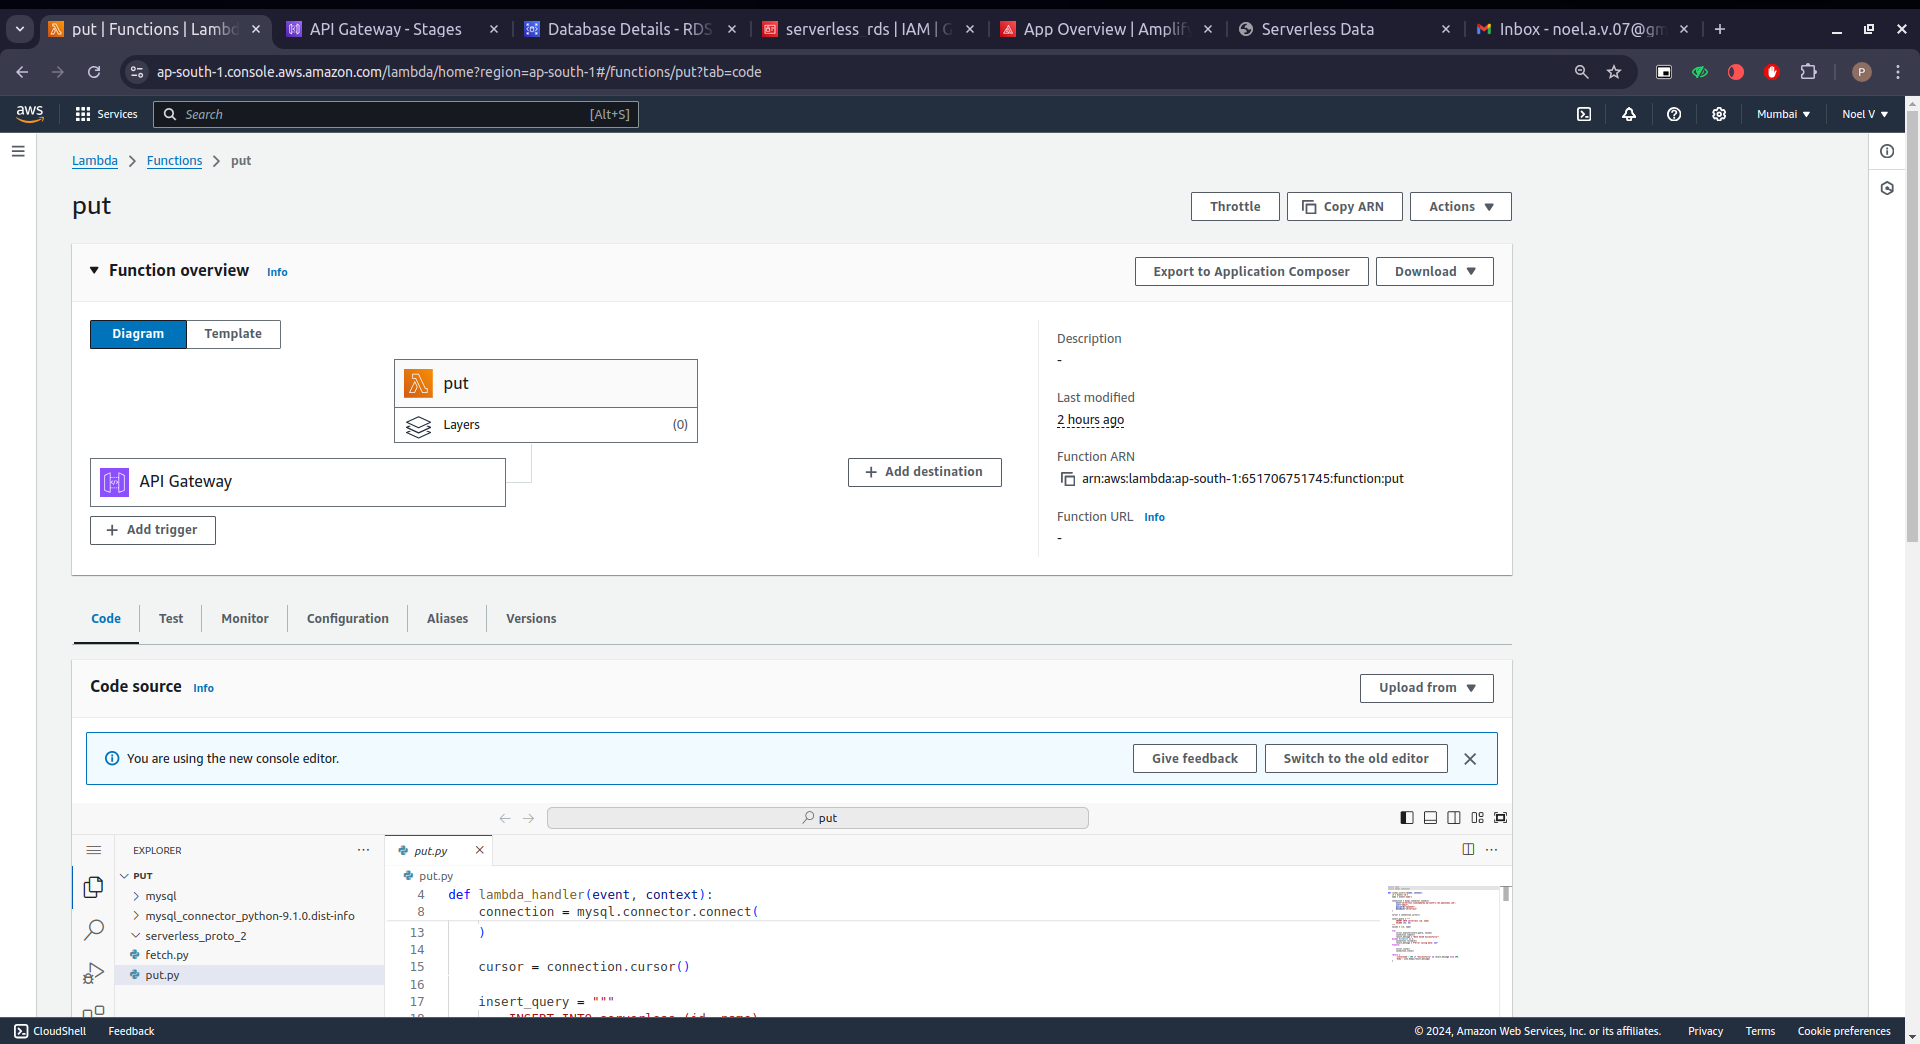 put | Functions | Lambd
API Gateway - Stages
Database Details - RDS
serverless_rds | IAM | G
App Overview | Amplify
Serverless Data
Inbox - noel.a.v.07@gm
ap-south-1.console.aws.amazon.com/lambda/home?region=ap-south-1#/functions/put?tab=code
P
aws
Services
Search
[Alt+S]
Mumbai
Noel V
Lambda
Functions
put
put
Throttle
Copy ARN
Actions
Function overview
Info
Export to Application Composer
Download
Diagram
Template
put
Layers
(0)
API Gateway
Add trigger
Add destination
Description
-
Last modified
2 hours ago
Function ARN
arn:aws:lambda:ap-south-1:651706751745:function:put
Function URL
Info
-
Code
Test
Monitor
Configuration
Aliases
Versions
Code source
Info
Upload from
You are using the new console editor.
Give feedback
Switch to the old editor
put
EXPLORER
PUT
mysql
mysql_connector_python-9.1.0.dist-info
serverless_proto_2
fetch.py
put.py
put.py
put.py
4 def lambda_handler(event, context):
8 connection = mysql.connector.connect(
13 )
14
15 cursor = connection.cursor()
16
17 insert_query = """
18 INSERT INTO serverless (id, name)
CloudShell
Feedback
© 2024, Amazon Web Services, Inc. or its affiliates.
Privacy
Terms
Cookie preferences